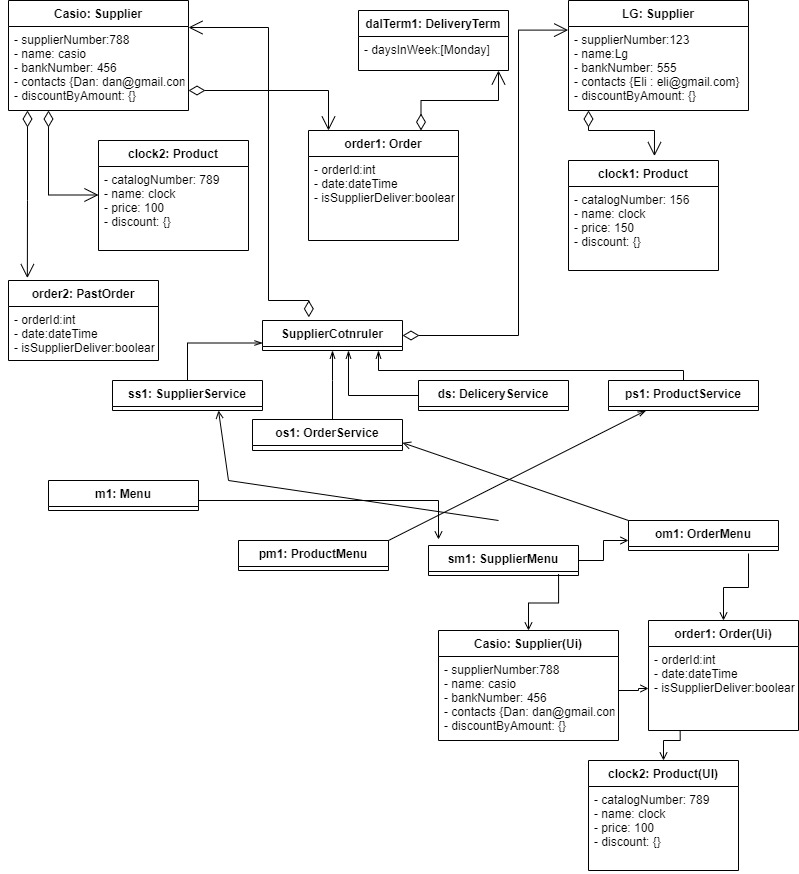 Casio: Supplier
- supplierNumber:788
- name: casio
- bankNumber: 456
- contacts {Dan: dan@gmail.con
- discountByAmount: {}
dalTerm1: DeliveryTerm
- daysInWeek:[Monday]
LG: Supplier
- supplierNumber:123
- name:Lg
- bankNumber: 555
- contacts {Eli : eli@gmail.com}
- discountByAmount: {}
clock2: Product
- catalogNumber: 789
- name: clock
- price: 100
- discount: {}
order1: Order
- orderId:int
- date:dateTime
- isSupplierDeliver:boolear
clock1: Product
- catalogNumber: 156
- name: clock
- price: 150
- discount: {}
order2: PastOrder
- orderId:int
- date:dateTime
- isSupplierDeliver:boolear
SupplierCotnruler
ss1: SupplierService
ds: DeliceryService
ps1: ProductService
os1: OrderService
m1: Menu
pm1: ProductMenu
sm1: SupplierMenu
om1: OrderMenu
Casio: Supplier(Ui)
- supplierNumber:788
- name: casio
- bankNumber: 456
- contacts {Dan: dan@gmail.con
- discountByAmount: {}
order1: Order(Ui)
- orderId:int
- date:dateTime
- isSupplierDeliver:boolear
clock2: Product(UI)
- catalogNumber: 789
- name: clock
- price: 100
- discount: {}